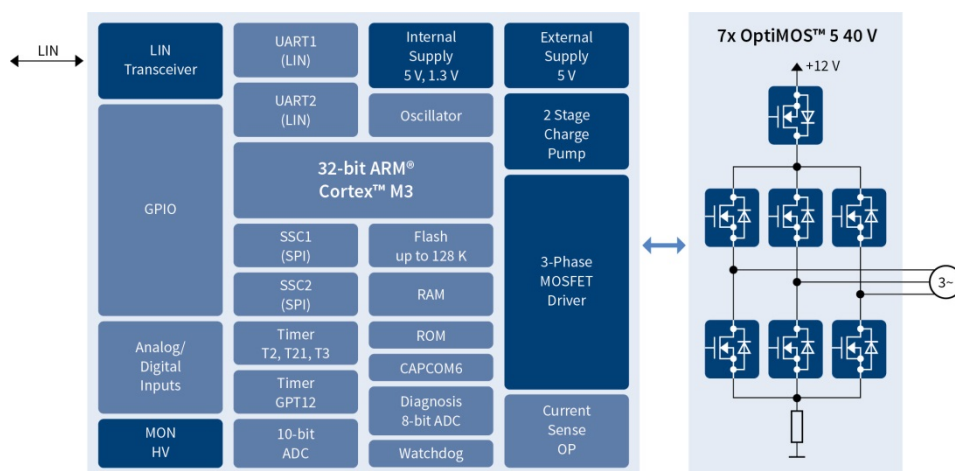 LIN
LIN
Transceiver
GPIO
Analog/
Digital
Inputs
MON
HV
UART1
(LIN)
UART2
(LIN)
Internal
Supply
5 V, 1.3 V
Oscillator
External
Supply
5 V
2 Stage
Charge
Pump
32-bit ARM®
Cortex™ M3
SSC1
(SPI)
SSC2
(SPI)
Timer
T2, T21, T3
Timer
GPT12
10-bit
ADC
Flash
up to 128 K
RAM
ROM
CAPCOM6
Diagnosis
8-bit ADC
Watchdog
3-Phase
MOSFET
Driver
Current
Sense
OP
7x OptiMOS™ 5 40 V
+12 V
3~